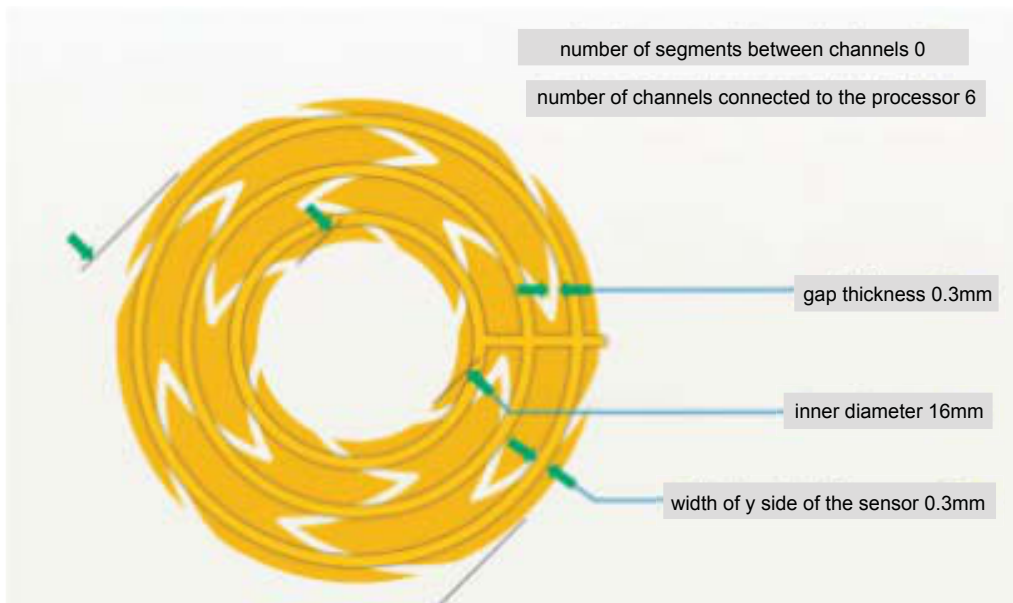 number of segments between channels 0
number of channels connected to the processor 6
gap thickness 0.3mm
inner diameter 16mm
width of y side of the sensor 0.3mm